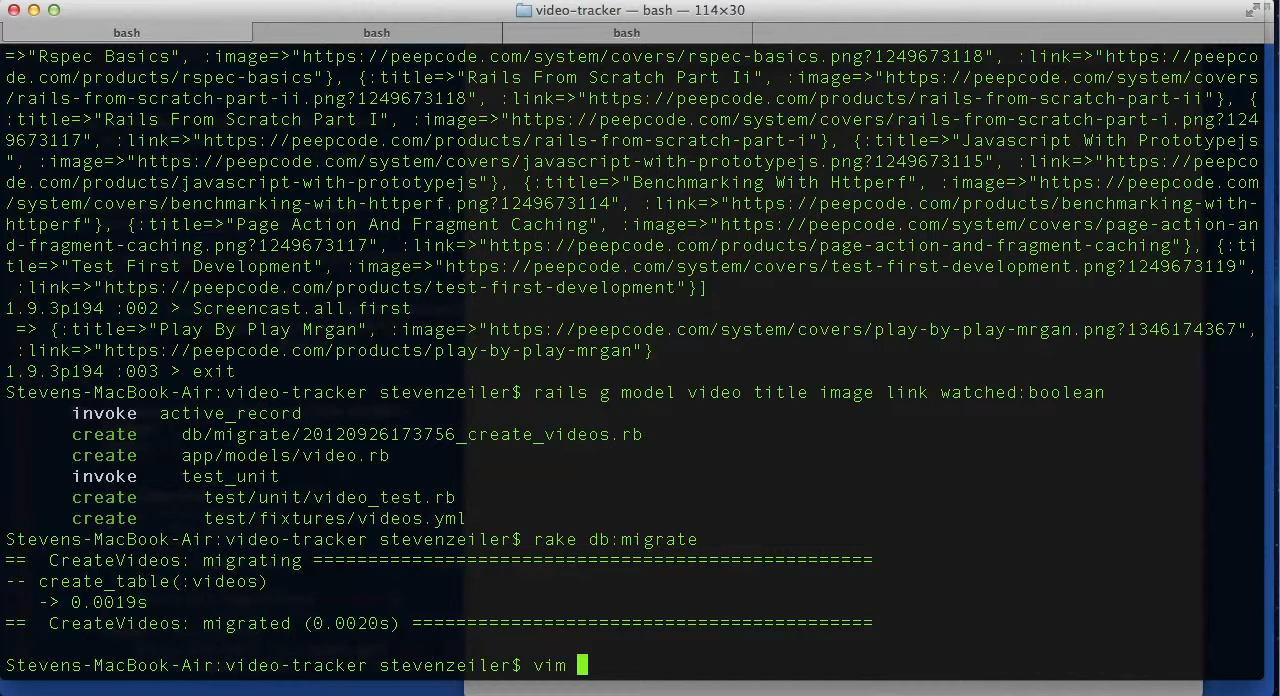 video-tracker — bash — 114×30
bash bash bash
=>"Rspec Basics", :image=>"https://peepcode.com/system/covers/rspec-basics.png?1249673118", :link=>"https://peepco
de.com/products/rspec-basics"}, {:title=>"Rails From Scratch Part Ii", :image=>"https://peepcode.com/system/covers
/rails-from-scratch-part-ii.png?1249673118", :link=>"https://peepcode.com/products/rails-from-scratch-part-ii"}, {
:title=>"Rails From Scratch Part I", :image=>"https://peepcode.com/system/covers/rails-from-scratch-part-i.png?124
9673117", :link=>"https://peepcode.com/products/rails-from-scratch-part-i"}, {:title=>"Javascript With Prototypejs
", :image=>"https://peepcode.com/system/covers/javascript-with-prototypejs.png?1249673115", :link=>"https://peepco
de.com/products/javascript-with-prototypejs"}, {:title=>"Benchmarking With Httperf", :image=>"https://peepcode.com
/system/covers/benchmarking-with-httperf.png?1249673114", :link=>"https://peepcode.com/products/benchmarking-with-
httperf"}, {:title=>"Page Action And Fragment Caching", :image=>"https://peepcode.com/system/covers/page-action-an
d-fragment-caching.png?1249673117", :link=>"https://peepcode.com/products/page-action-and-fragment-caching"}, {:ti
tle=>"Test First Development", :image=>"https://peepcode.com/system/covers/test-first-development.png?1249673119",
 :link=>"https://peepcode.com/products/test-first-development"}]
1.9.3p194 :002 > Screencast.all.first
 => {:title=>"Play By Play Mrgan", :image=>"https://peepcode.com/system/covers/play-by-play-mrgan.png?1346174367",
 :link=>"https://peepcode.com/products/play-by-play-mrgan"}
1.9.3p194 :003 > exit
Stevens-MacBook-Air:video-tracker stevenzeiler$ rails g model video title image link watched:boolean
      invoke  active_record
      create    db/migrate/20120926173756_create_videos.rb
      create    app/models/video.rb
      invoke    test_unit
      create      test/unit/video_test.rb
      create      test/fixtures/videos.yml
Stevens-MacBook-Air:video-tracker stevenzeiler$ rake db:migrate
==  CreateVideos: migrating ====================================================
-- create_table(:videos)
   -> 0.0019s
==  CreateVideos: migrated (0.0020s) ===========================================
Stevens-MacBook-Air:video-tracker stevenzeiler$ vim